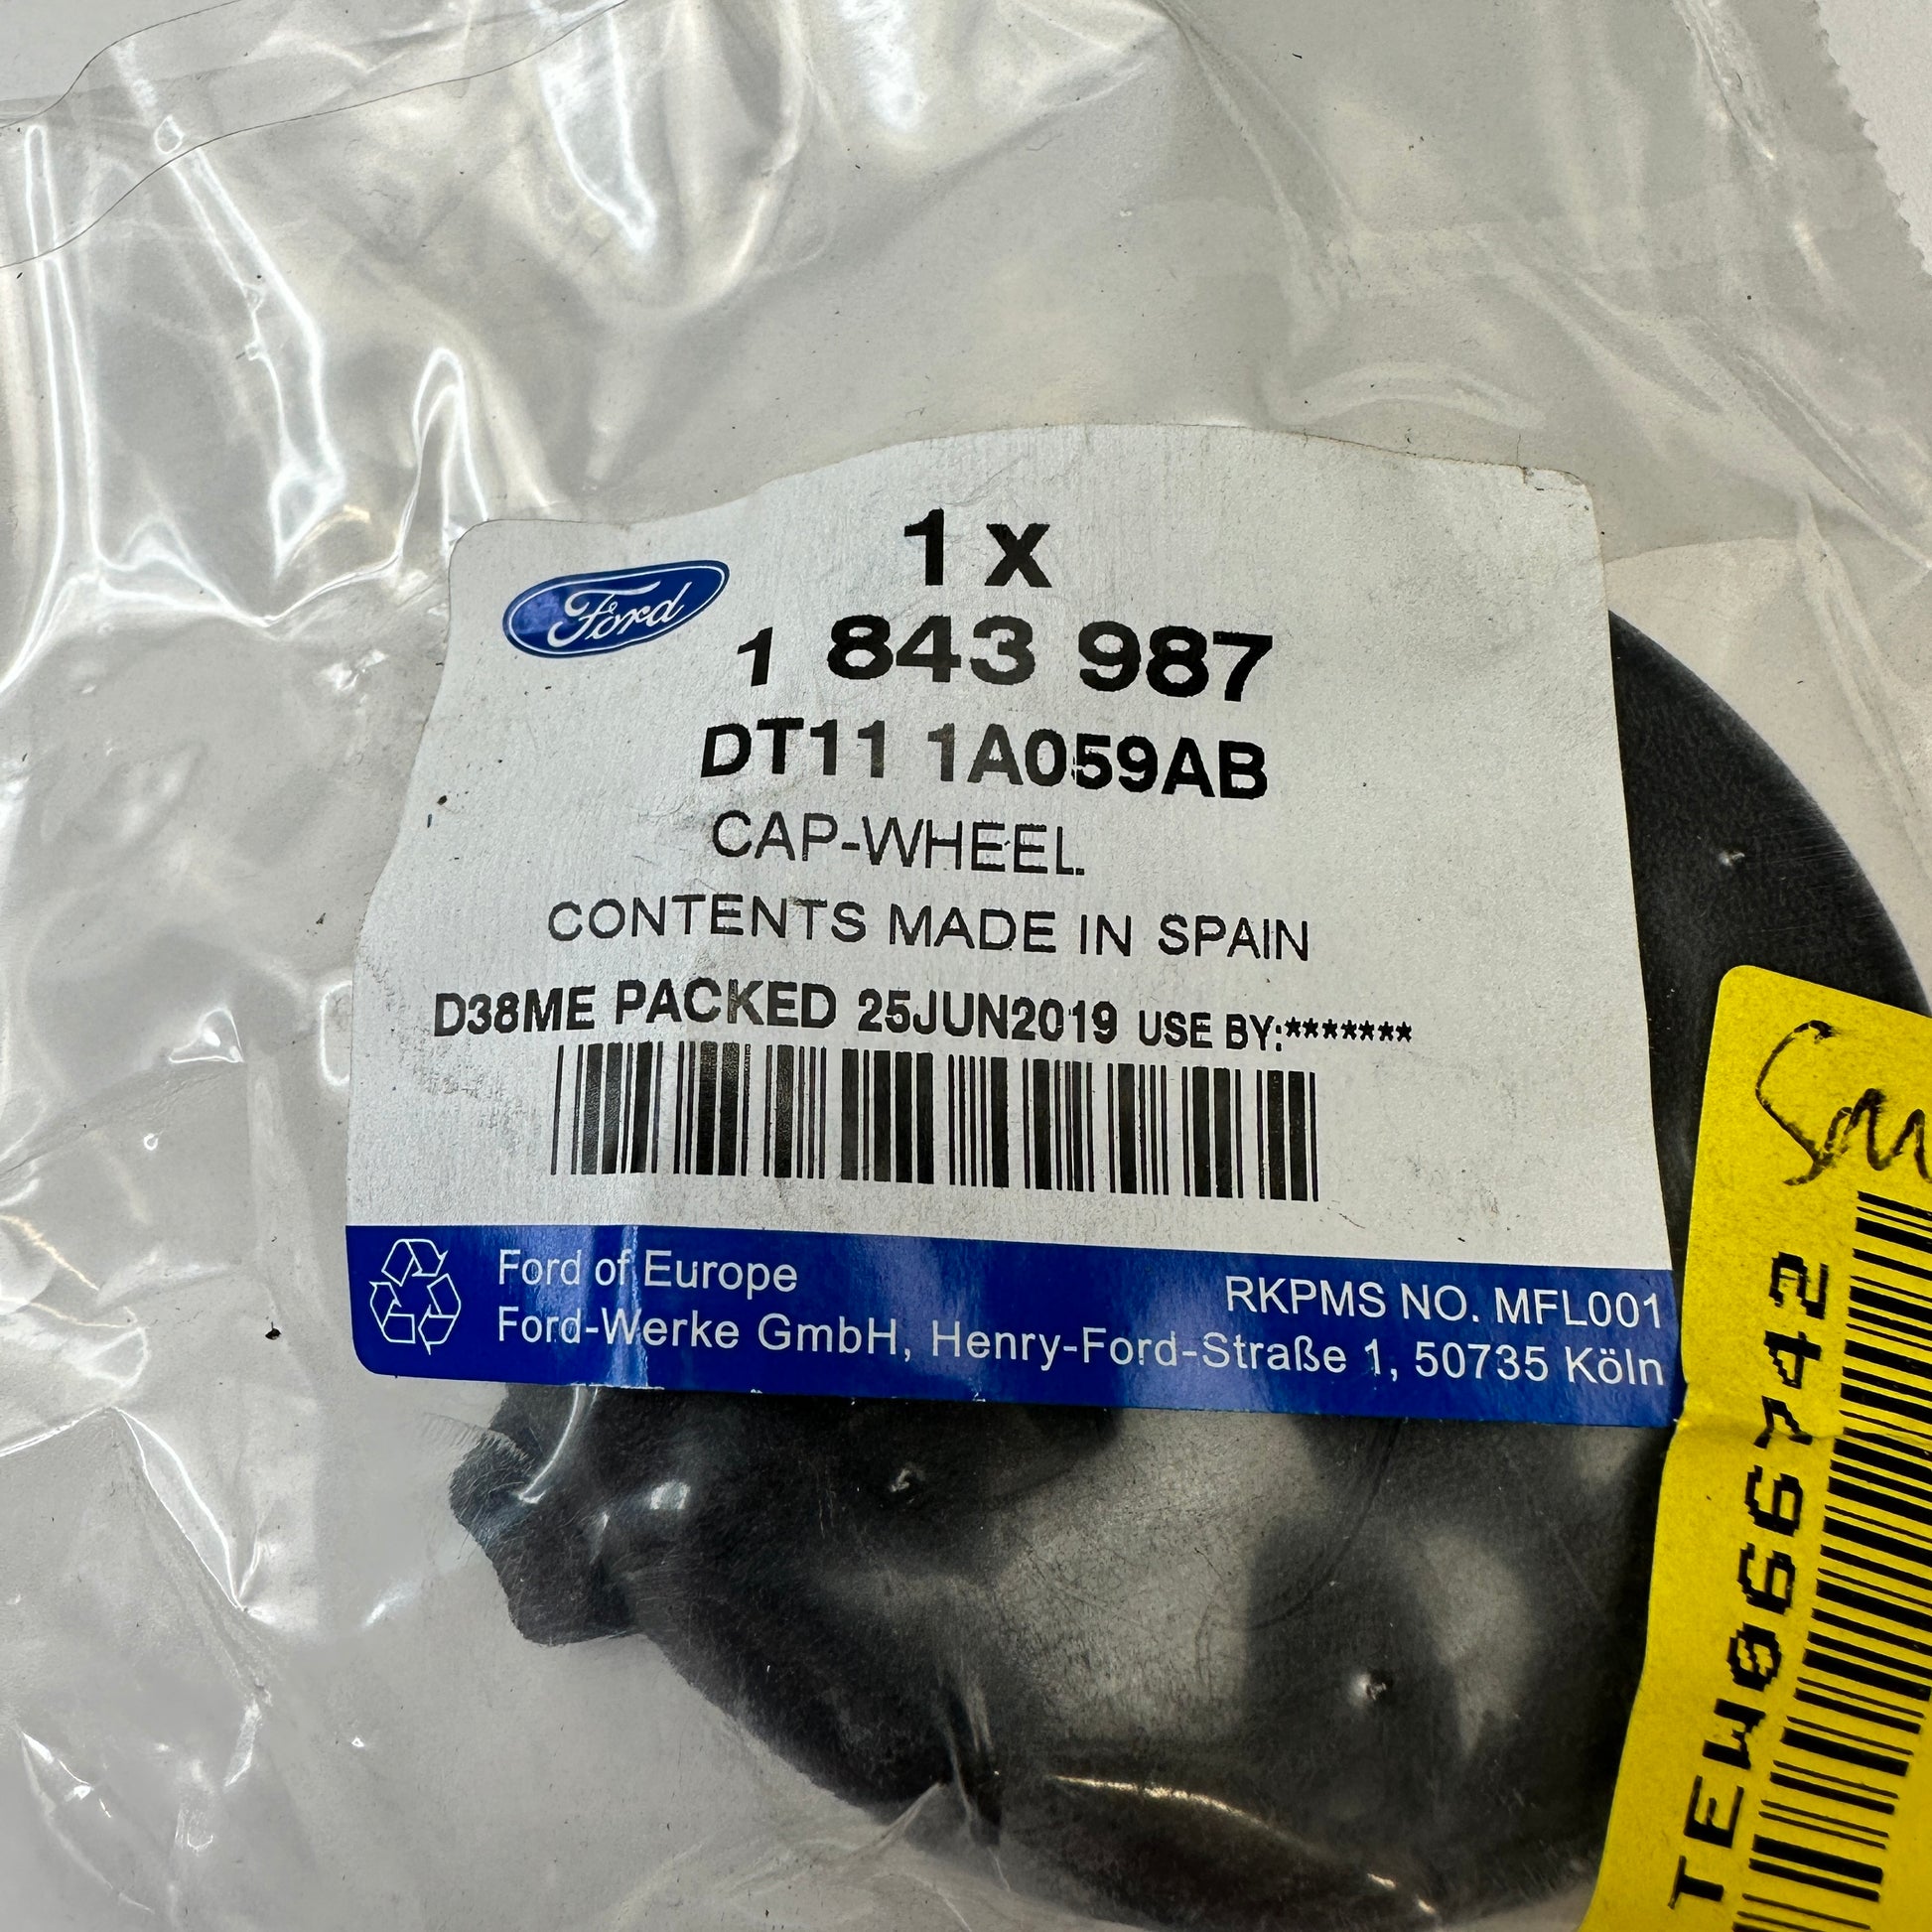 1 X
Ford
1 843 987
DT11 1A059AB
CAP-WHEEL
CONTENTS MADE IN SPAIN
D38ME PACKED 25JUN2019 USE BY:*******
Ford of Europe
RKPMS NO. MFL001
Ford-Werke GmbH, Henry-Ford-Straße 1, 50735 Köln
TEW066742